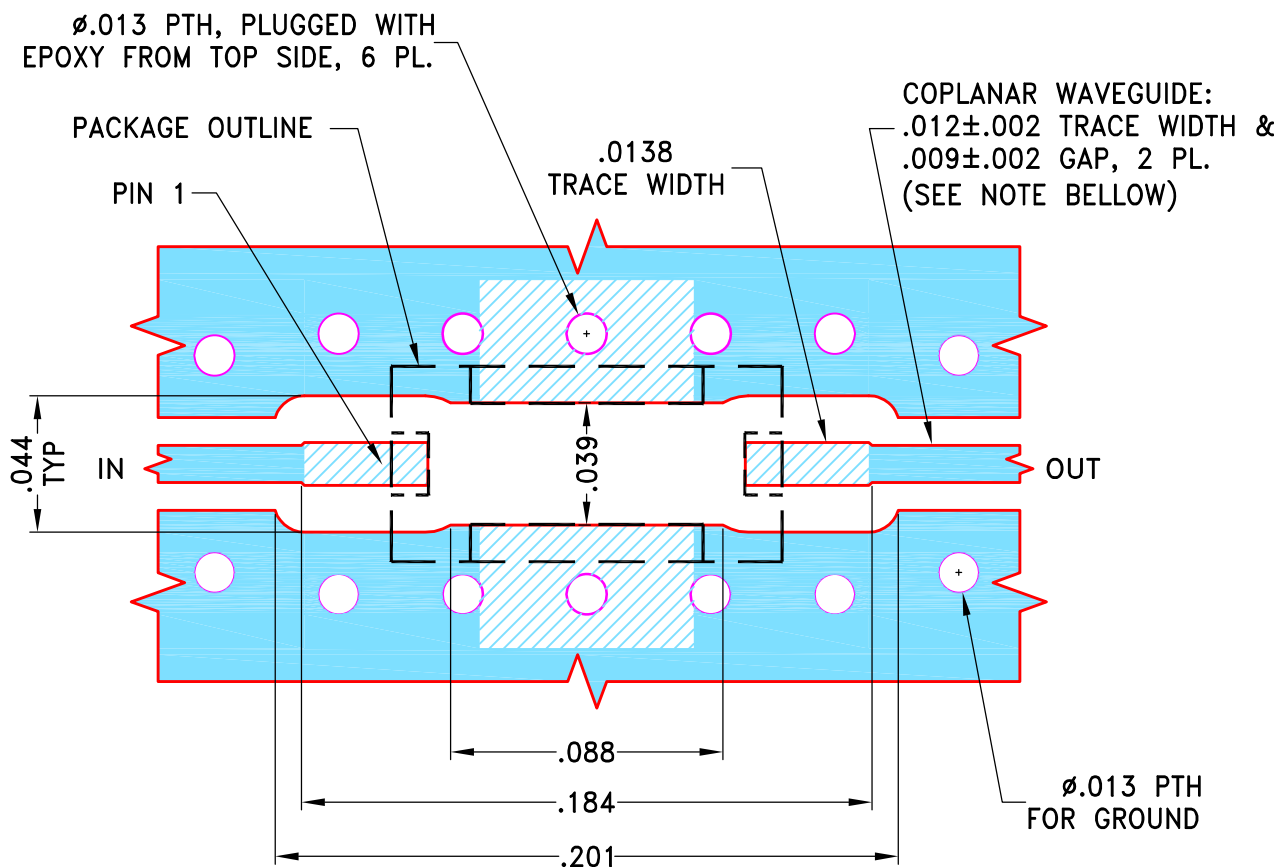 ø.013 PTH, PLUGGED WITH
EPOXY FROM TOP SIDE, 6 PL.
PACKAGE OUTLINE
PIN 1
.0138
TRACE WIDTH
COPLANAR WAVEGUIDE:
.012±.002 TRACE WIDTH &
.009±.002 GAP, 2 PL.
(SEE NOTE BELLOW)
.044
TYP
IN
.039
OUT
.088
.184
.201
ø.013 PTH
FOR GROUND